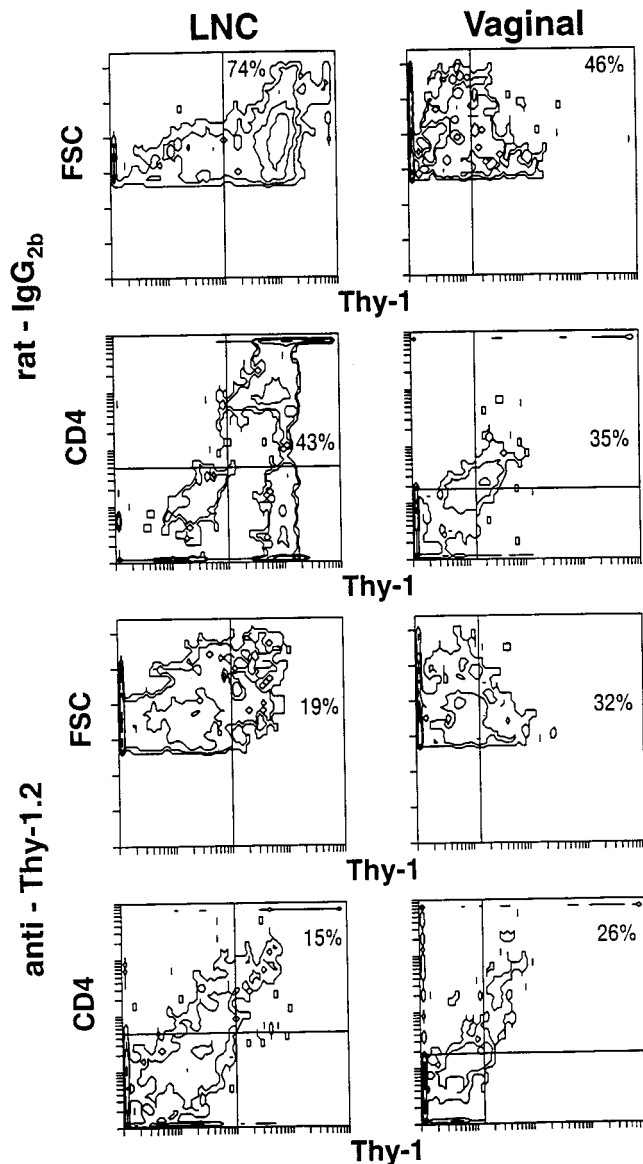 LNC Vaginal
74% 46%
FSC
Thy-1
rat - IgG2b
43% 35%
CD4
Thy-1
19% 32%
FSC
Thy-1
anti - Thy-1.2
15% 26%
CD4
Thy-1